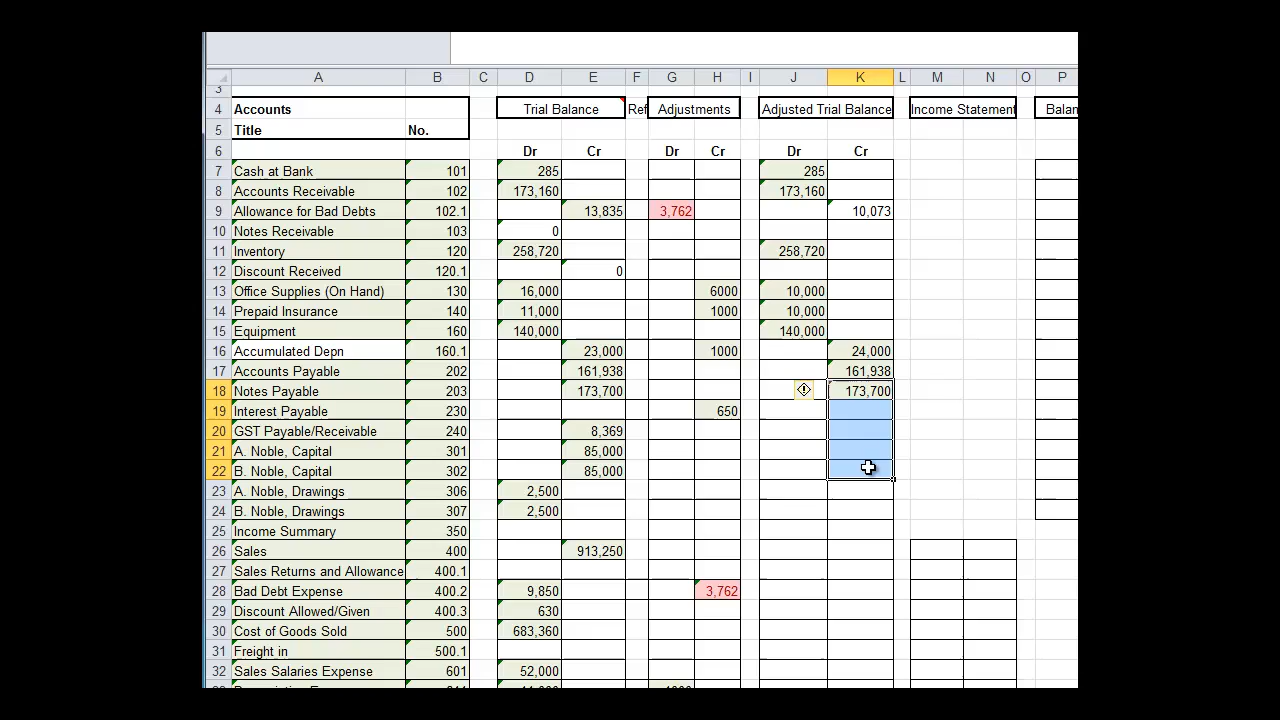 A B C D E F G H I J K L M N O P
3
4 Accounts Trial Balance Ref Adjustments Adjusted Trial Balance Income Statement Balan
5 Title No.
6 Dr Cr Dr Cr Dr Cr
7 Cash at Bank 101 285 285
8 Accounts Receivable 102 173,160 173,160
9 Allowance for Bad Debts 102.1 13,835 3,762 10,073
10 Notes Receivable 103 0
11 Inventory 120 258,720 258,720
12 Discount Received 120.1 0
13 Office Supplies (On Hand) 130 16,000 6000 10,000
14 Prepaid Insurance 140 11,000 1000 10,000
15 Equipment 160 140,000 140,000
16 Accumulated Depn 160.1 23,000 1000 24,000
17 Accounts Payable 202 161,938 161,938
18 Notes Payable 203 173,700 173,700
19 Interest Payable 230 650
20 GST Payable/Receivable 240 8,369
21 A. Noble, Capital 301 85,000
22 B. Noble, Capital 302 85,000
23 A. Noble, Drawings 306 2,500
24 B. Noble, Drawings 307 2,500
25 Income Summary 350
26 Sales 400 913,250
27 Sales Returns and Allowance 400.1
28 Bad Debt Expense 400.2 9,850 3,762
29 Discount Allowed/Given 400.3 630
30 Cost of Goods Sold 500 683,360
31 Freight in 500.1
32 Sales Salaries Expense 601 52,000